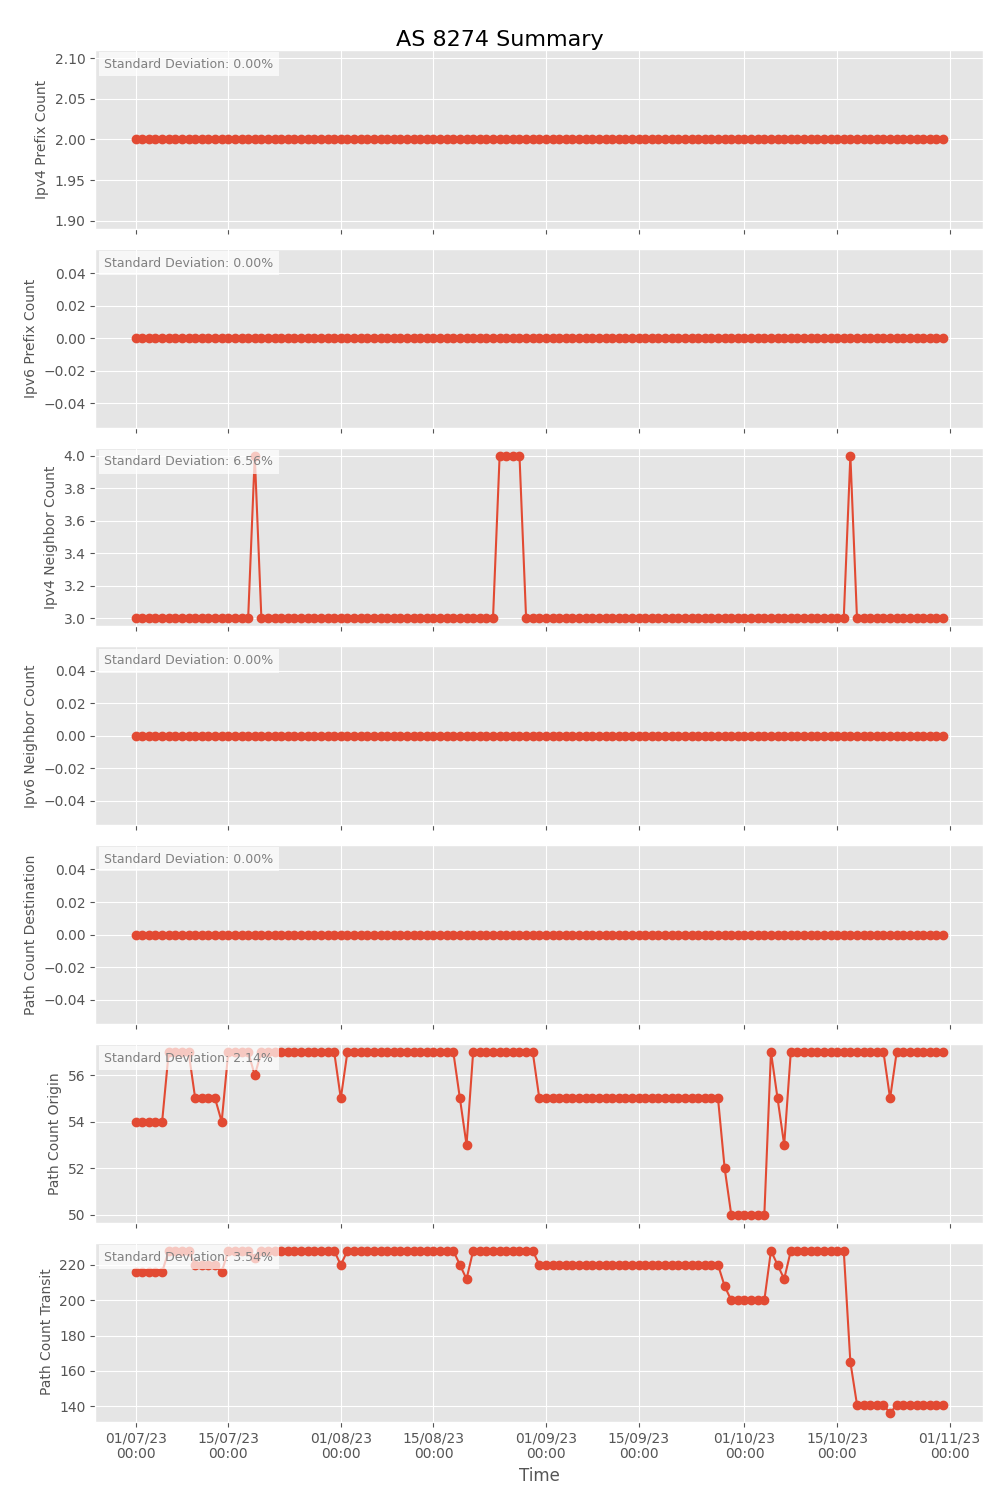 AS 8274 Summary
Standard Deviation: 0.00%
Ipv4 Prefix Count
2.10
2.05
2.00
1.95
1.90
Standard Deviation: 0.00%
Ipv6 Prefix Count
0.04
0.02
0.00
−0.02
−0.04
Standard Deviation: 6.56%
Ipv4 Neighbor Count
4.0
3.8
3.6
3.4
3.2
3.0
Standard Deviation: 0.00%
Ipv6 Neighbor Count
0.04
0.02
0.00
−0.02
−0.04
Standard Deviation: 0.00%
Path Count Destination
0.04
0.02
0.00
−0.02
−0.04
Standard Deviation: 2.14%
Path Count Origin
56
54
52
50
Standard Deviation: 3.54%
Path Count Transit
220
200
180
160
140
01/07/23 15/07/23 01/08/23 15/08/23 01/09/23 15/09/23 01/10/23 15/10/23 01/11/23
00:00 00:00 00:00 00:00 00:00 00:00 00:00 00:00 00:00
Time